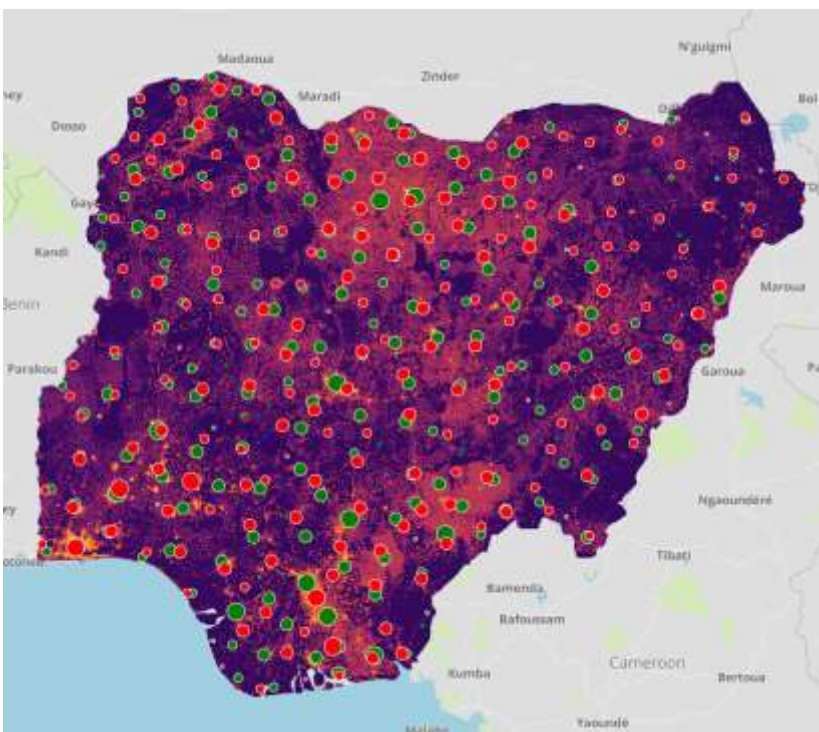 N'guigmi
Madaoua
Zinder
Maradi
Bol
Dosso
Gaya
Kandi
Benin
Maroua
Parakou
Garoua
Ngaoundéré
Tibati
Bamenda
Bafoussam
Cameroon
Kumba
Bertoua
Yaoundé